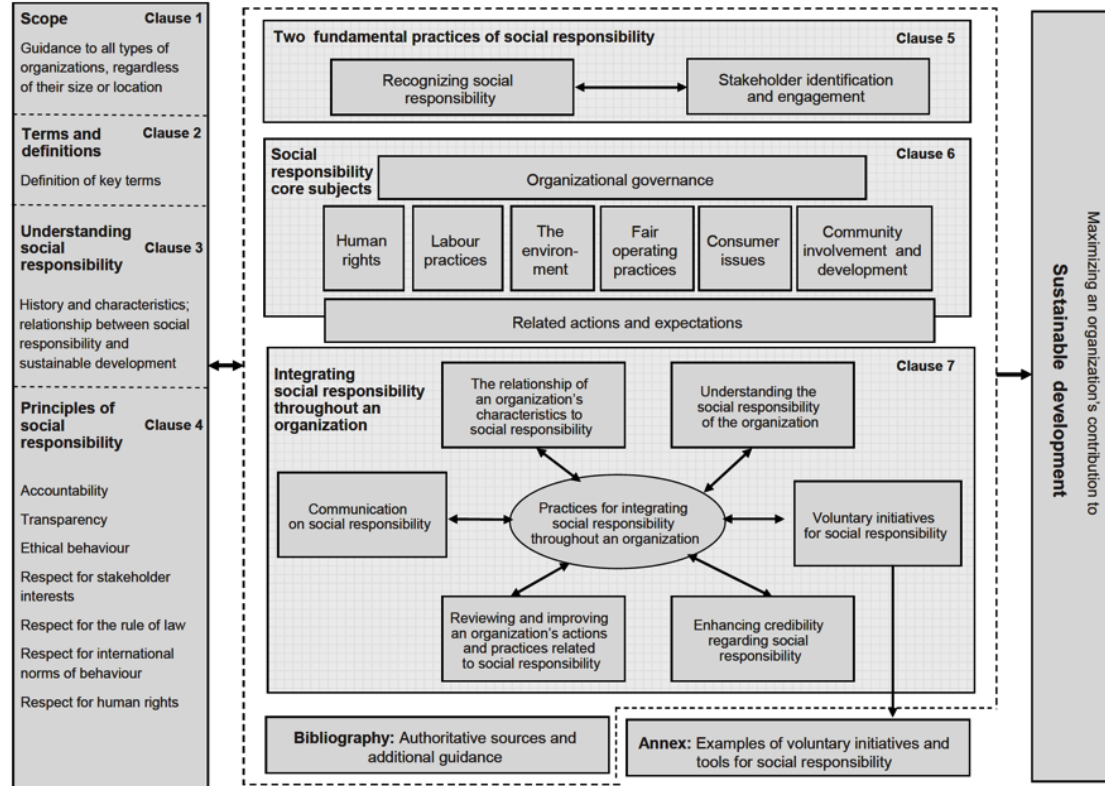 Scope Clause 1
Guidance to all types of
organizations, regardless
of their size or location
Terms and Clause 2
definitions
Definition of key terms
Understanding
social Clause 3
responsibility
History and characteristics;
relationship between social
responsibility and
sustainable development
Principles of
social Clause 4
responsibility
Accountability
Transparency
Ethical behaviour
Respect for stakeholder
interests
Respect for the rule of law
Respect for international
norms of behaviour
Respect for human rights
Two fundamental practices of social responsibility Clause 5
Recognizing social
responsibility
Stakeholder identification
and engagement
Social
responsibility
core subjects
Clause 6
Organizational governance
Human
rights
Labour
practices
The
environ-
ment
Fair
operating
practices
Consumer
issues
Community
involvement and
development
Related actions and expectations
Integrating
social responsibility
throughout an
organization
Clause 7
The relationship of
an organization's
characteristics to
social responsibility
Understanding the
social responsibility
of the organization
Communication
on social responsibility
Practices for integrating
social responsibility
throughout an organization
Voluntary initiatives
for social responsibility
Reviewing and improving
an organization's actions
and practices related
to social responsibility
Enhancing credibility
regarding social
responsibility
Bibliography: Authoritative sources and
additional guidance
Annex: Examples of voluntary initiatives and
tools for social responsibility
Maximizing an organization's contribution to
Sustainable development